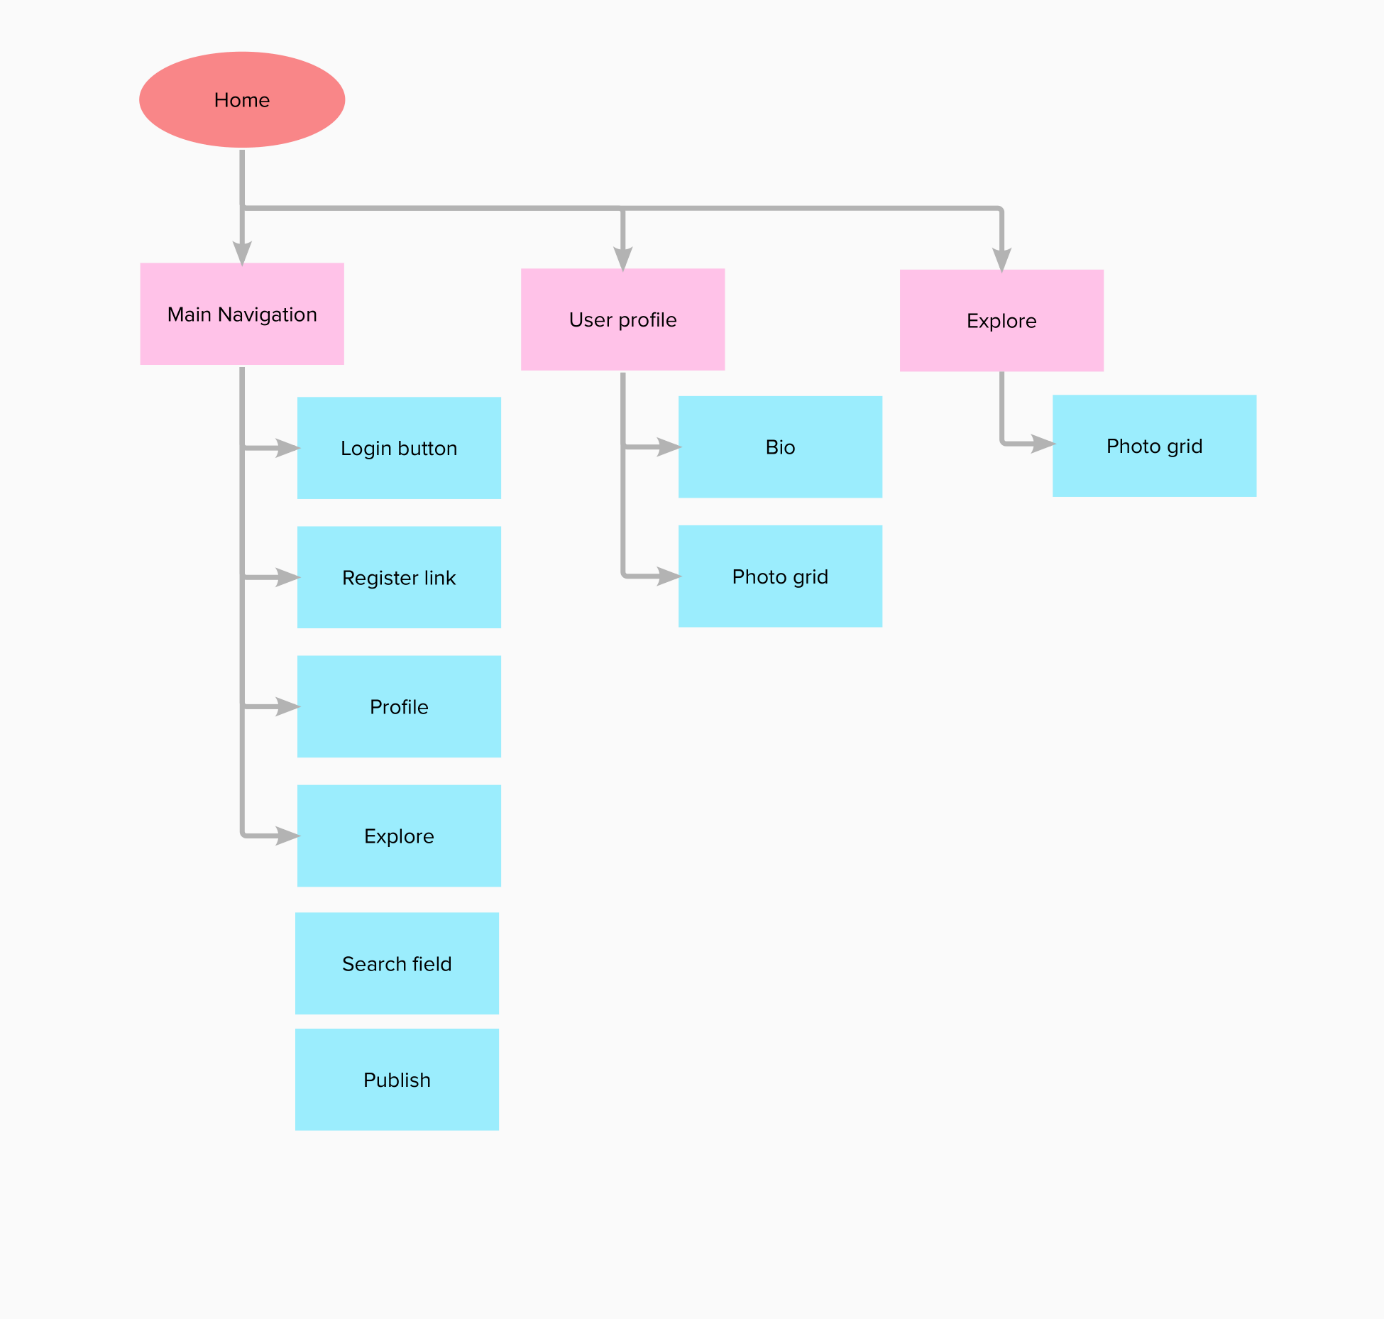 Home
Main Navigation
User profile
Explore
Login button
Bio
Photo grid
Register link
Photo grid
Profile
Explore
Search field
Publish